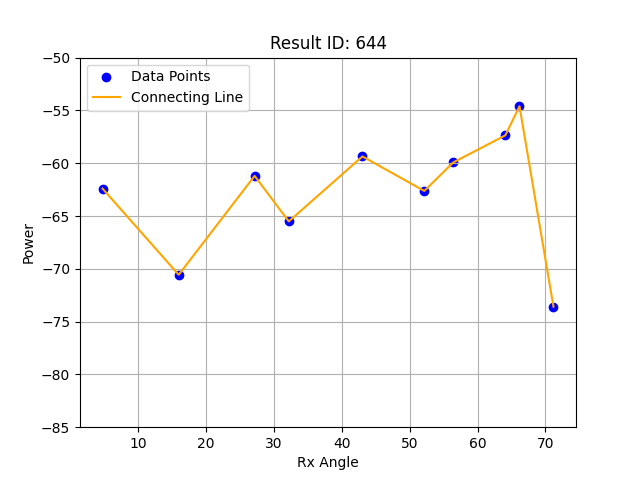 Result ID: 644
Data Points
Connecting Line
−50
−55
−60
−65
−70
−75
−80
−85
Power
10 20 30 40 50 60 70
Rx Angle